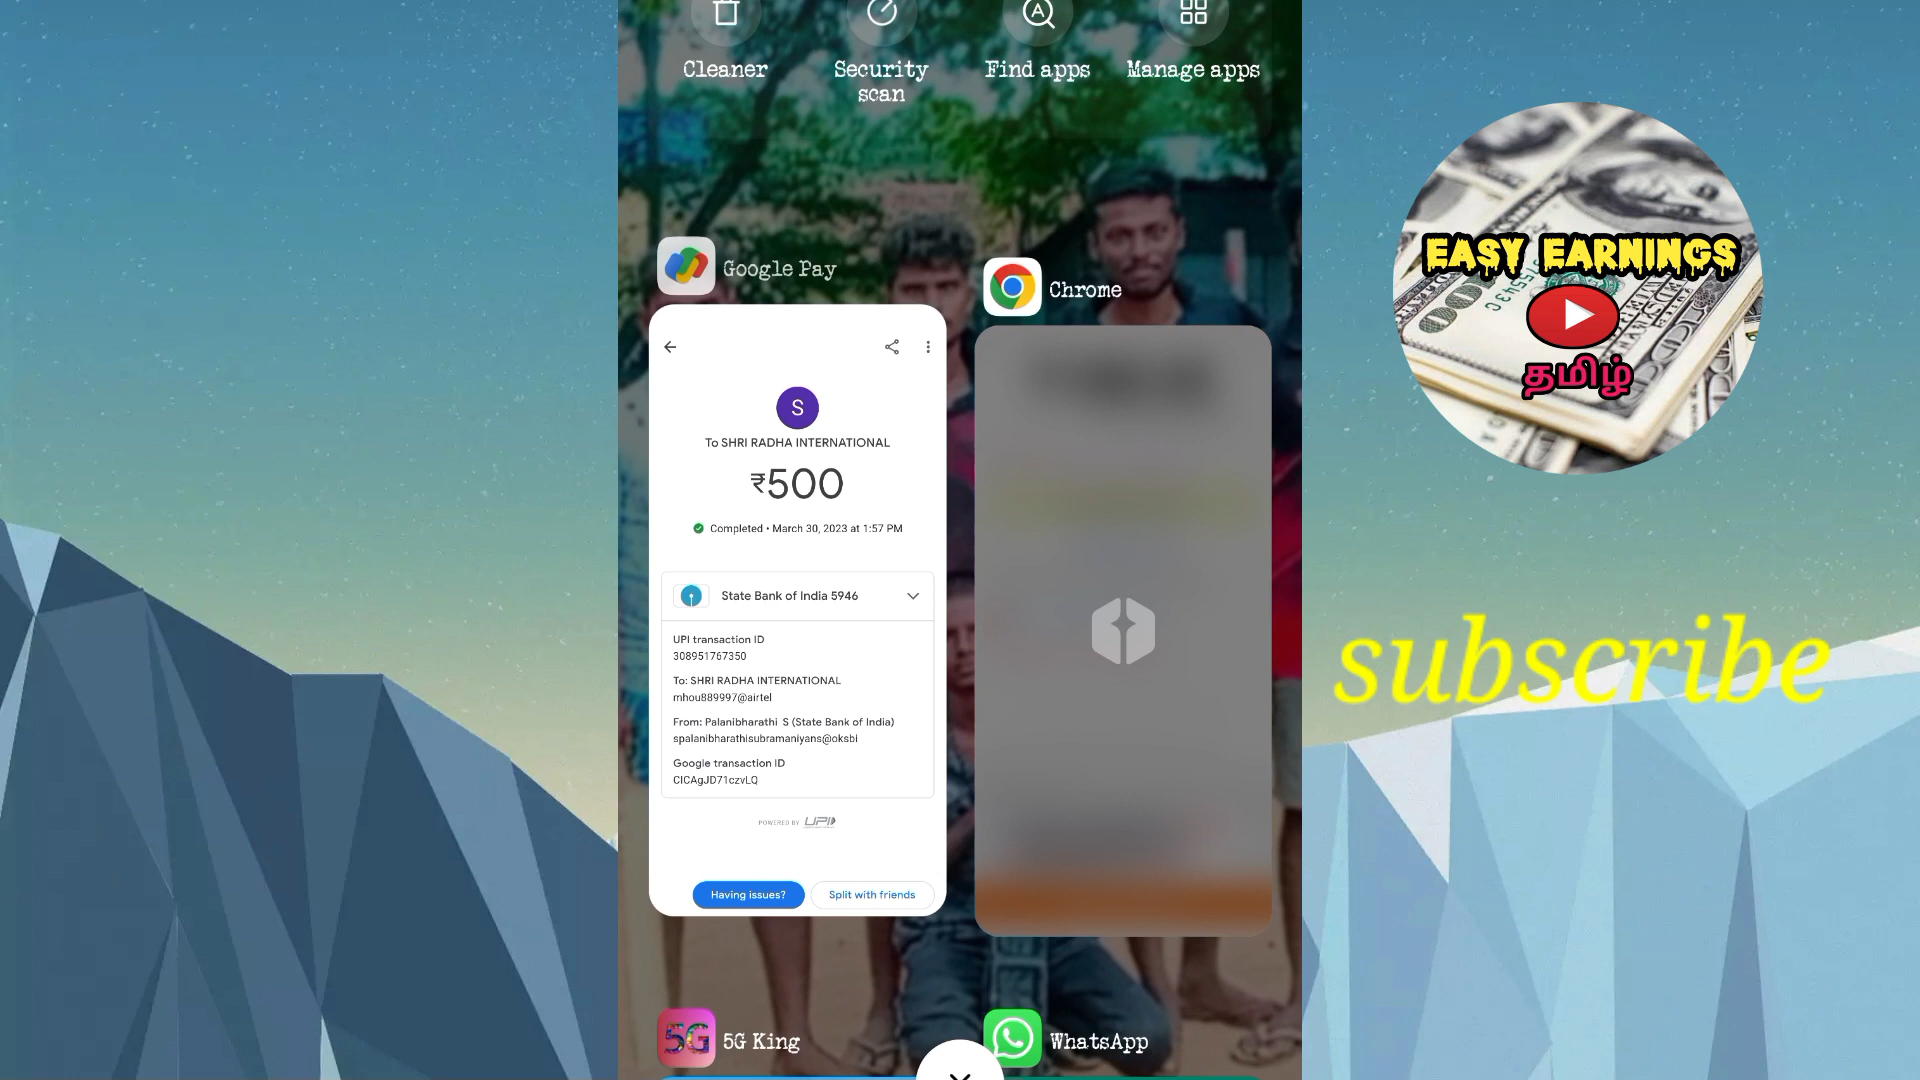 Cleaner
Security
scan
Find apps
Manage apps
Google Pay
Chrome
S
To SHRI RADHA INTERNATIONAL
₹500
Completed • March 30, 2023 at 1:57 PM
State Bank of India 5946
UPI transaction ID
308951767350
To: SHRI RADHA INTERNATIONAL
mhou889997@airtel
From: Palanibharathi S (State Bank of India)
spalanibharathisubramaniyans@oksbi
Google transaction ID
CICAgJD71czvLQ
POWERED BY UPI
Having issues?
Split with friends
5G
5G King
WhatsApp
EASY EARNINGS
தமிழ்
subscribe